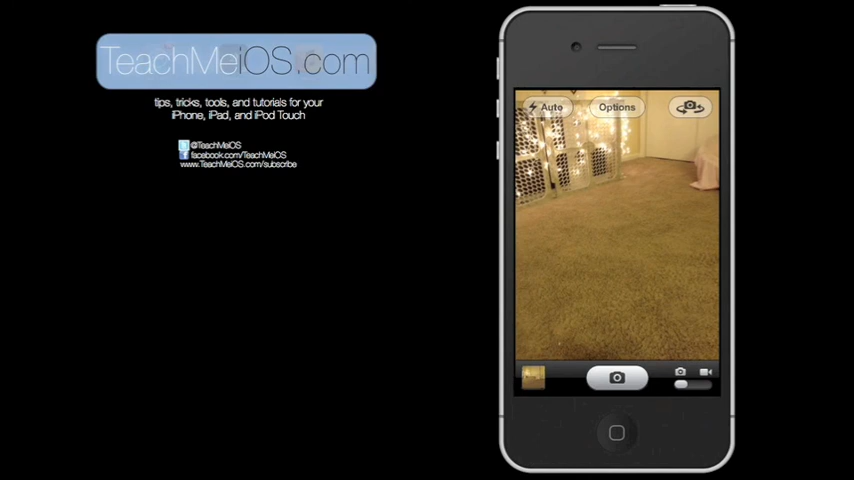 TeachMeiOS.com
tips, tricks, tools, and tutorials for your
iPhone, iPad, and iPod Touch
@TeachMeiOS
facebook.com/TeachMeiOS
www.TeachMeiOS.com/subscribe
Auto
Options